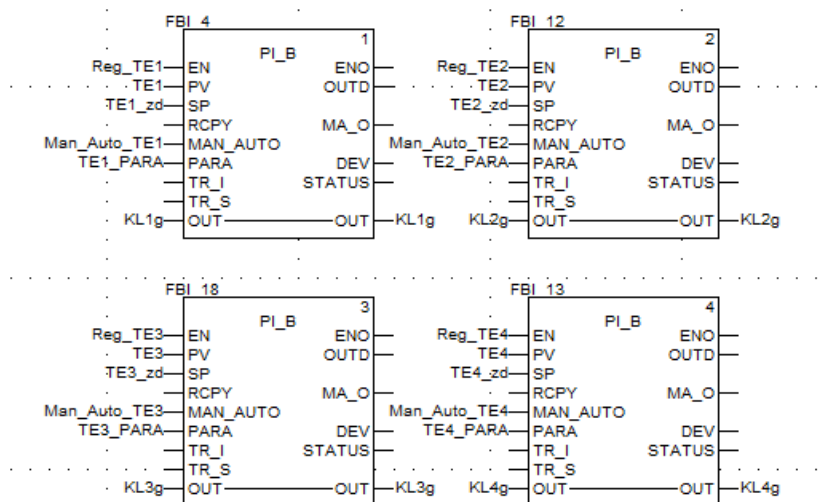 FBI_4 FBI_12
1 2
PI_B PI_B
Reg_TE1 EN ENO Reg_TE2 EN ENO
TE1 PV OUTD TE2 PV OUTD
TE1_zd SP TE2_zd SP
RCPY MA_O RCPY MA_O
Man_Auto_TE1 MAN_AUTO Man_Auto_TE2 MAN_AUTO
TE1_PARA PARA DEV TE2_PARA PARA DEV
TR_I STATUS TR_I STATUS
TR_S TR_S
KL1g OUT OUT KL1g KL2g OUT OUT KL2g
FBI_18 FBI_13
3 4
PI_B PI_B
Reg_TE3 EN ENO Reg_TE4 EN ENO
TE3 PV OUTD TE4 PV OUTD
TE3_zd SP TE4_zd SP
RCPY MA_O RCPY MA_O
Man_Auto_TE3 MAN_AUTO Man_Auto_TE4 MAN_AUTO
TE3_PARA PARA DEV TE4_PARA PARA DEV
TR_I STATUS TR_I STATUS
TR_S TR_S
KL3g OUT OUT KL3g KL4g OUT OUT KL4g